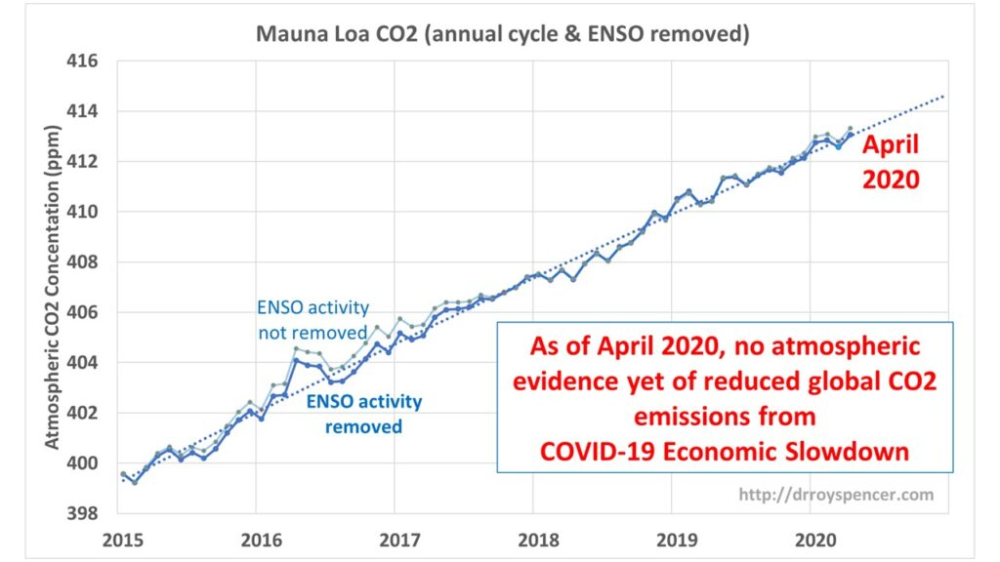 Mauna Loa CO2 (annual cycle & ENSO removed)
Atmospheric CO2 Concentation (ppm)
416
414
412
410
408
406
404
402
400
398
2015
2016
2017
2018
2019
2020
ENSO activity
not removed
ENSO activity
removed
April
2020
As of April 2020, no atmospheric
evidence yet of reduced global CO2
emissions from
COVID-19 Economic Slowdown
http://drroyspencer.com